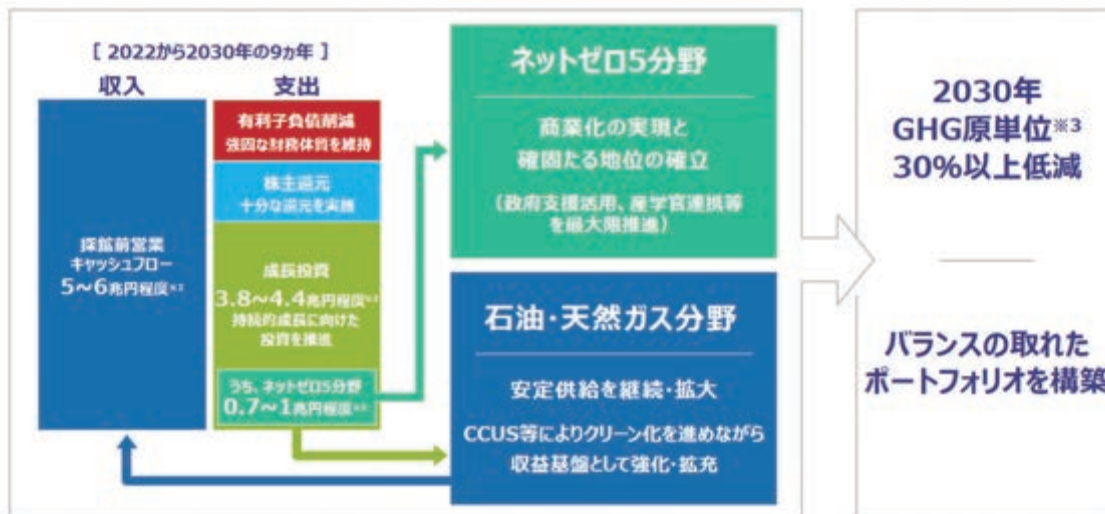 [ 2022から2030年の9ヵ年 ]
収入
支出
探鉱前営業
キャッシュフロー
5~6兆円程度※2
有利子負債削減
強固な財務体質を維持
株主還元
十分な還元を実施
成長投資
3.8~4.4兆円程度※2
持続的成長に向けた
投資を推進
うち、ネットゼロ5分野
0.7~1兆円程度
ネットゼロ5分野
商業化の実現と
確固たる地位の確立
(政府支援活用、産学官連携等
を最大限推進)
石油・天然ガス分野
安定供給を継続・拡大
CCUS等によりクリーン化を進めながら
収益基盤として強化・拡充
2030年
GHG原単位※3
30%以上低減
バランスの取れた
ポートフォリオを構築